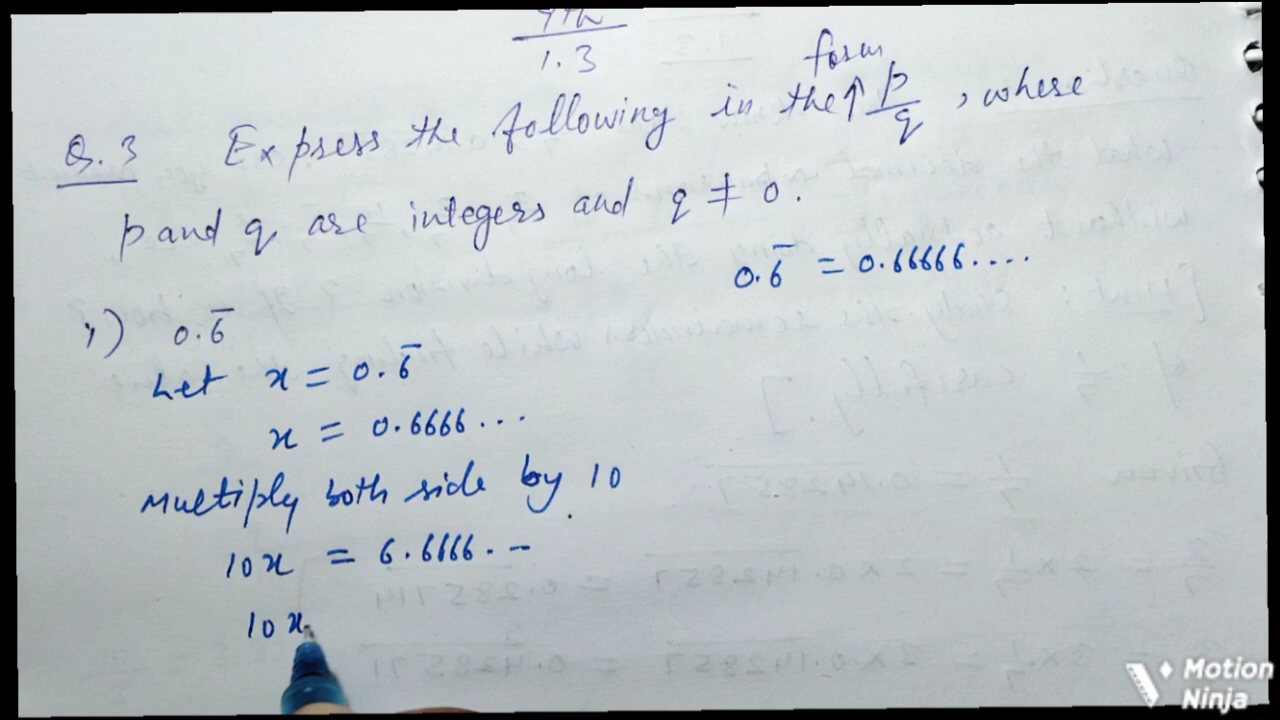 9th
1.3
Q.3 Express the following in the ↑ form p/q, where
p and q are integers and q ≠ 0.
0.6̅ = 0.66666....
i) 0.6̅
Let x = 0.6̅
x = 0.6666...
Multiply both side by 10
10x = 6.6666.--
10x
Motion
Ninja